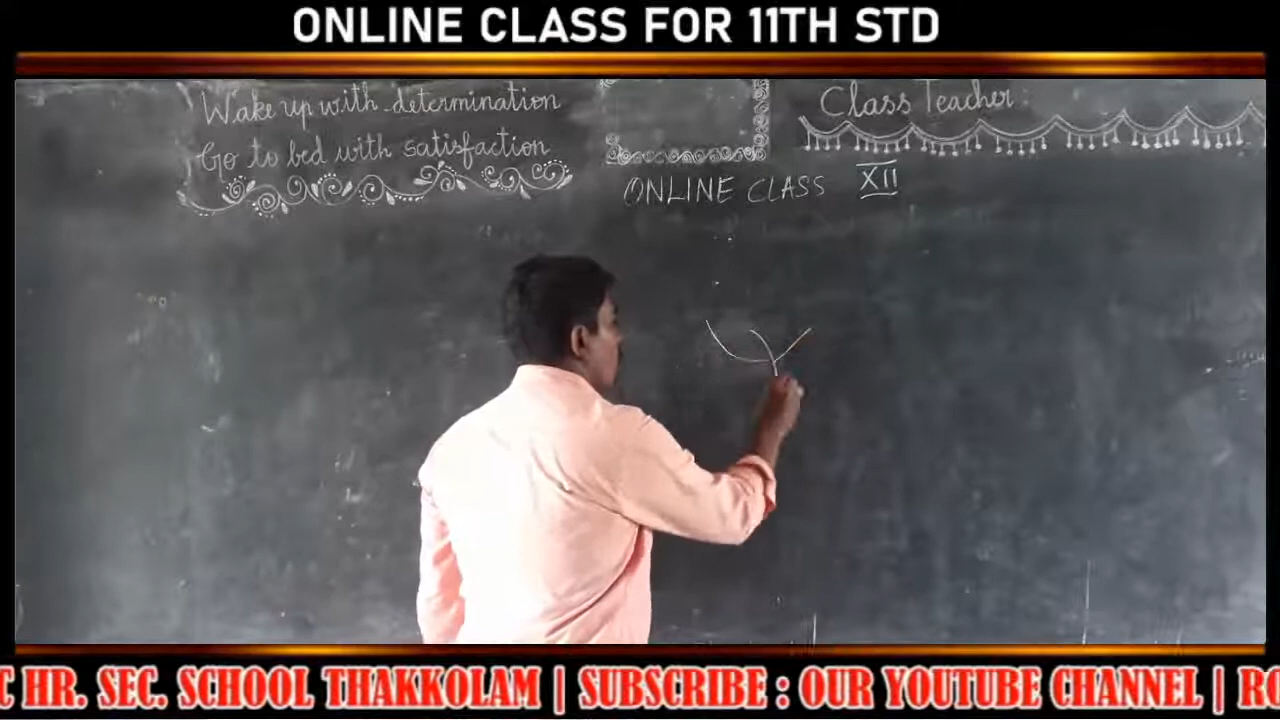 ONLINE CLASS FOR 11TH STD
Wake up with determination
Go to bed with satisfaction
Class Teacher:
ONLINE CLASS XII
C HR. SEC. SCHOOL THAKKOLAM | SUBSCRIBE : OUR YOUTUBE CHANNEL | RO